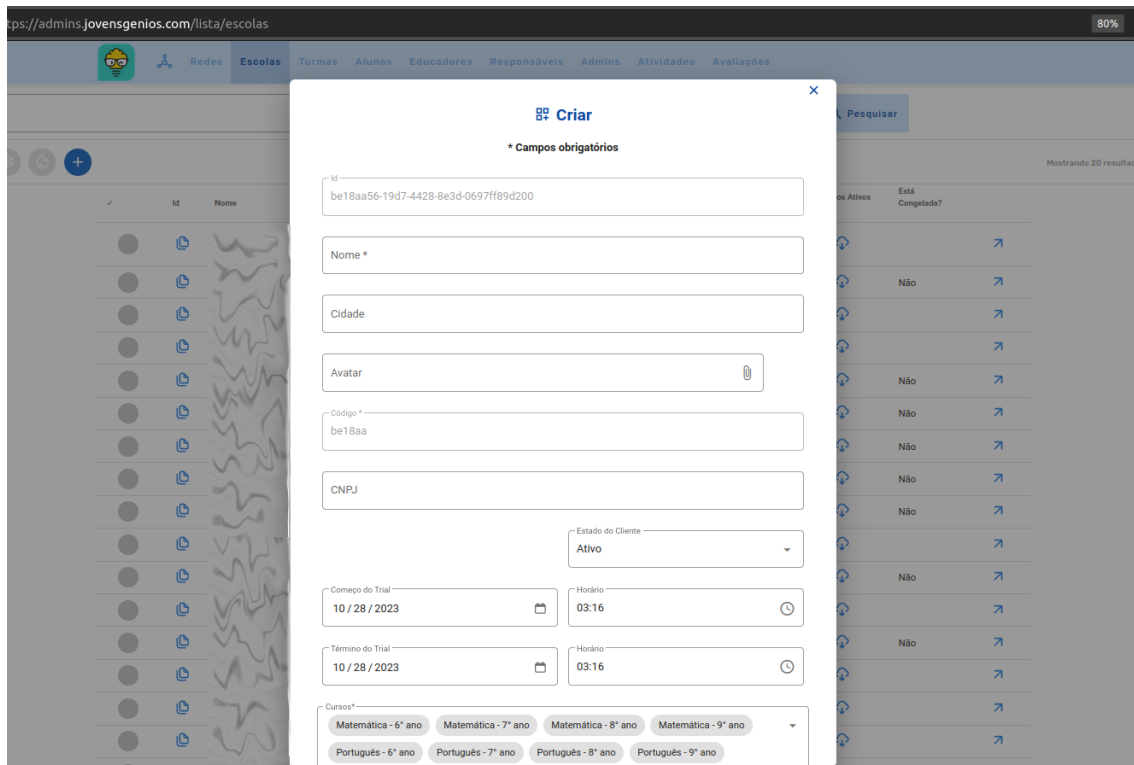 tps://admins.jovensgenios.com/lista/escolas
80%
Redes Escolas Turmas Alunos Educadores Responsáveis Admins Atividades Avaliações
Pesquisar
Criar
* Campos obrigatórios
Mostrando 20 resultad
✓ Id Nome
os Ativos
Está
Congelada?
Id
be18aa56-19d7-4428-8e3d-0697ff89d200
Nome *
Não
Cidade
Avatar
Não
Código *
be18aa
Não
Não
CNPJ
Não
Não
Estado do Cliente
Ativo
Não
Começo do Trial
10 / 28 / 2023
Horário
03:16
Não
Término do Trial
10 / 28 / 2023
Horário
03:16
Cursos*
Matemática - 6° ano Matemática - 7° ano Matemática - 8° ano Matemática - 9° ano
Português - 6° ano Português - 7° ano Português - 8° ano Português - 9° ano